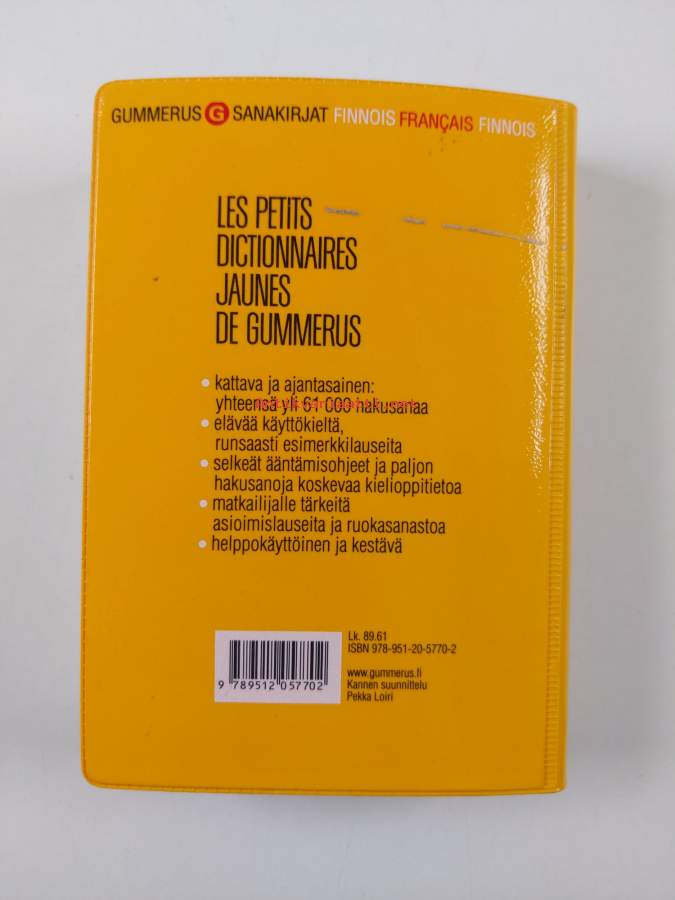 GUMMERUS G SANAKIRJAT FINNOIS FRANÇAIS FINNOIS
LES PETITS
DICTIONNAIRES
JAUNES
DE GUMMERUS
• kattava ja ajantasainen:
yhteensä yli 61 000 hakusanaa
• elävää käyttökieltä,
runsaasti esimerkkilauseita
• selkeät ääntämisohjeet ja paljon
hakusanoja koskevaa kielioppitietoa
• matkailijalle tärkeitä
asioimislauseita ja ruokasanastoa
• helppokäyttöinen ja kestävä
Lk. 89.61
ISBN 978-951-20-5770-2
www.gummerus.fi
Kannen suunnittelu
Pekka Loiri
9 789512 057702